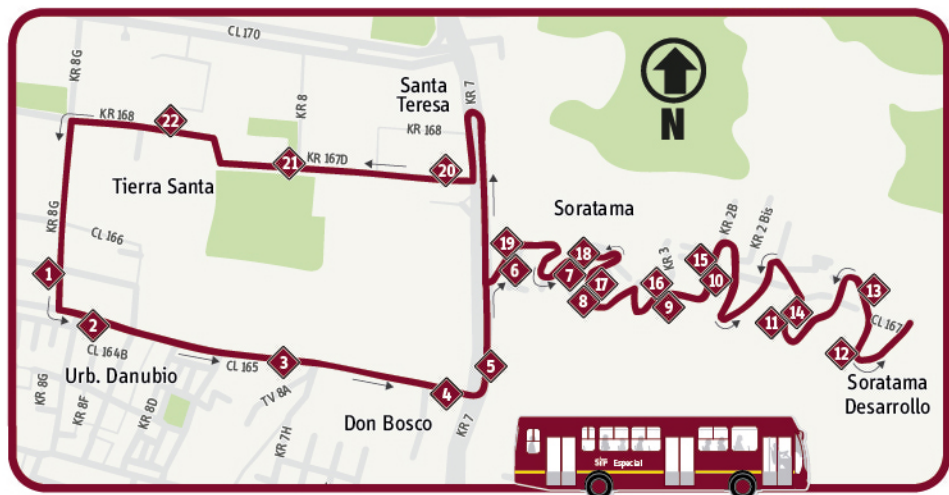 CL 170
KR 8G
Santa
Teresa
KR 7
KR 8
KR 168
22
KR 168
N
21
KR 167D
20
Tierra Santa
Soratama
KR 8G
CL 166
19
6
18
7
17
8
KR 3
16
9
15
10
KR 2B
KR 2 Bis
13
14
11
CL 167
12
1
2
CL 164B
CL 165
3
5
4
Urb. Danubio
TV 8A
KR 8G
KR 8F
KR 8D
KR 7H
Don Bosco
KR 7
Soratama
Desarrollo
SITP Especial